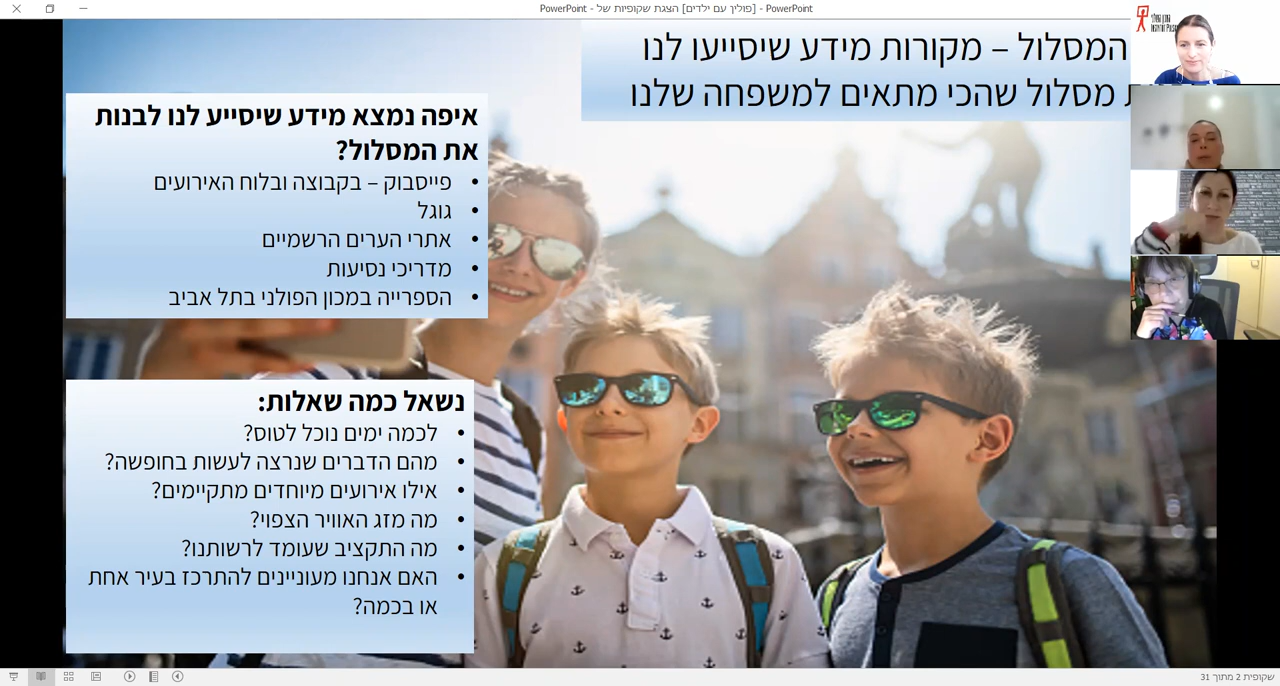 PowerPoint - [פוליך עם ילדים] הצגת שקופיות של - PowerPoint
המסלול – מקורות מידע שיסייעו לנו
מסלול שהכי מתאים למשפחה שלנו
איפה נמצא מידע שיסייע לנו לבנות
את המסלול?
• פייסבוק – בקבוצה ובלוח האירועים
• גוגל
• אתרי הערים הרשמיים
• מדריכי נסיעות
• הספרייה במכון הפולני בתל אביב
נשאל כמה שאלות:
• לכמה ימים נוכל לטוס?
• מהם הדברים שנרצה לעשות בחופשה?
• אילו אירועים מיוחדים מתקיימים?
• מה מזג האוויר הצפוי?
• מה התקציב שעומד לרשותנו?
• האם אנחנו מעוניינים להתרכז בעיר אחת
או בכמה?
שקופית 2 מתוך 31